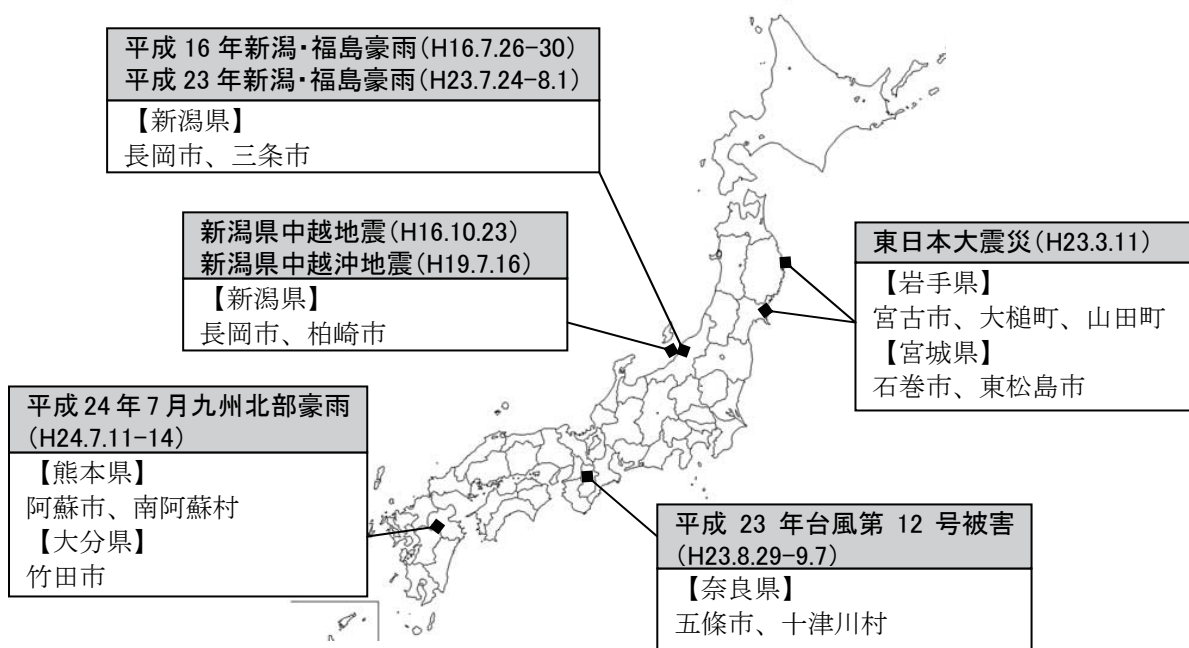 平成 16 年新潟・福島豪雨(H16.7.26-30)
平成 23 年新潟・福島豪雨(H23.7.24-8.1)
【新潟県】
長岡市、三条市
新潟県中越地震(H16.10.23)
新潟県中越沖地震(H19.7.16)
【新潟県】
長岡市、柏崎市
東日本大震災(H23.3.11)
【岩手県】
宮古市、大槌町、山田町
【宮城県】
石巻市、東松島市
平成 24 年 7 月九州北部豪雨
(H24.7.11-14)
【熊本県】
阿蘇市、南阿蘇村
【大分県】
竹田市
平成 23 年台風第 12 号被害
(H23.8.29-9.7)
【奈良県】
五條市、十津川村